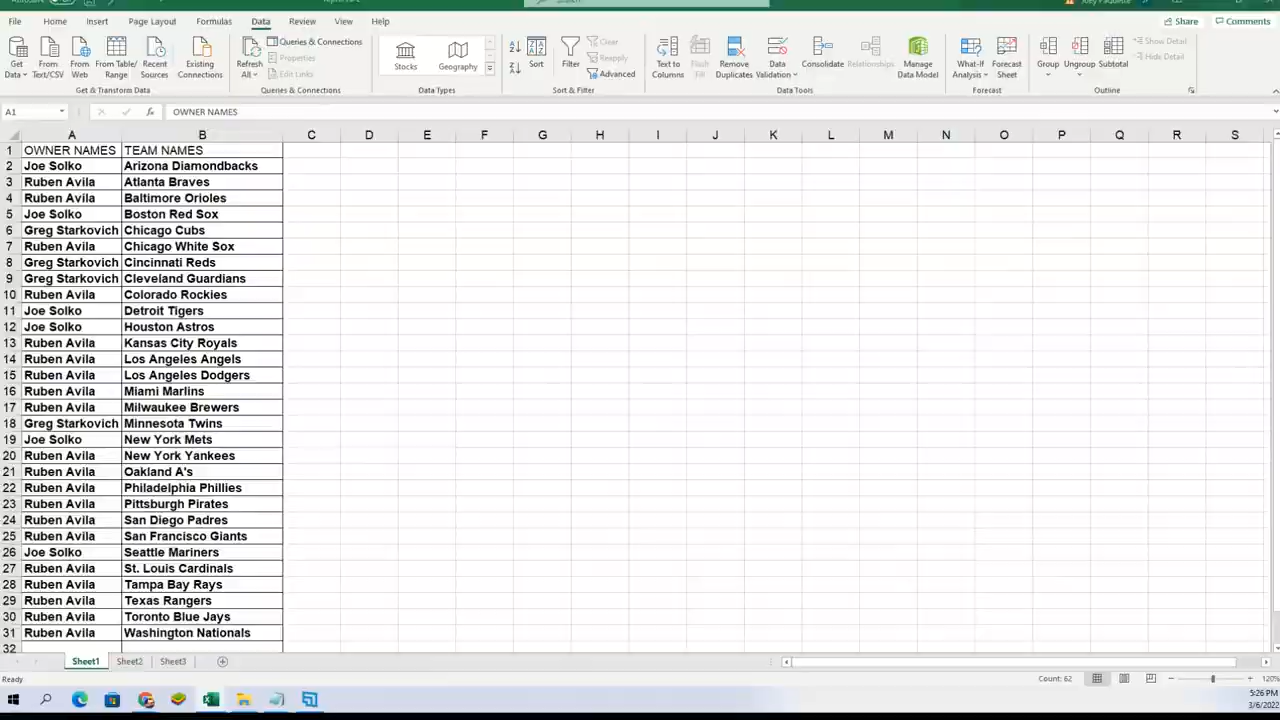 File Home Insert Page Layout Formulas Data Review View Help Share Comments
Get Data From Text/CSV From Web From Table/Range Recent Sources Existing Connections Refresh All Queries & Connections Properties Edit Links Stocks Geography Sort Filter Clear Reapply Advanced Text to Columns Flash Fill Remove Duplicates Data Validation Consolidate Relationships Manage Data Model What-If Analysis Forecast Sheet Group Ungroup Subtotal Show Detail Hide Detail
Get & Transform Data Queries & Connections Data Types Sort & Filter Data Tools Forecast Outline
A1 fx OWNER NAMES
A B C D E F G H I J K L M N O P Q R S
1 OWNER NAMES TEAM NAMES
2 Joe Solko Arizona Diamondbacks
3 Ruben Avila Atlanta Braves
4 Ruben Avila Baltimore Orioles
5 Joe Solko Boston Red Sox
6 Greg Starkovich Chicago Cubs
7 Ruben Avila Chicago White Sox
8 Greg Starkovich Cincinnati Reds
9 Greg Starkovich Cleveland Guardians
10 Ruben Avila Colorado Rockies
11 Joe Solko Detroit Tigers
12 Joe Solko Houston Astros
13 Ruben Avila Kansas City Royals
14 Ruben Avila Los Angeles Angels
15 Ruben Avila Los Angeles Dodgers
16 Ruben Avila Miami Marlins
17 Ruben Avila Milwaukee Brewers
18 Greg Starkovich Minnesota Twins
19 Joe Solko New York Mets
20 Ruben Avila New York Yankees
21 Ruben Avila Oakland A's
22 Ruben Avila Philadelphia Phillies
23 Ruben Avila Pittsburgh Pirates
24 Ruben Avila San Diego Padres
25 Ruben Avila San Francisco Giants
26 Joe Solko Seattle Mariners
27 Ruben Avila St. Louis Cardinals
28 Ruben Avila Tampa Bay Rays
29 Ruben Avila Texas Rangers
30 Ruben Avila Toronto Blue Jays
31 Ruben Avila Washington Nationals
32
Sheet1 Sheet2 Sheet3
Ready Count: 62 120%
5:26 PM
3/6/2022